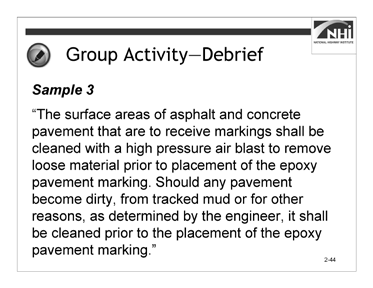 NHI
NATIONAL HIGHWAY INSTITUTE
Group Activity—Debrief
Sample 3
“The surface areas of asphalt and concrete
pavement that are to receive markings shall be
cleaned with a high pressure air blast to remove
loose material prior to placement of the epoxy
pavement marking. Should any pavement
become dirty, from tracked mud or for other
reasons, as determined by the engineer, it shall
be cleaned prior to the placement of the epoxy
pavement marking.”
2-44